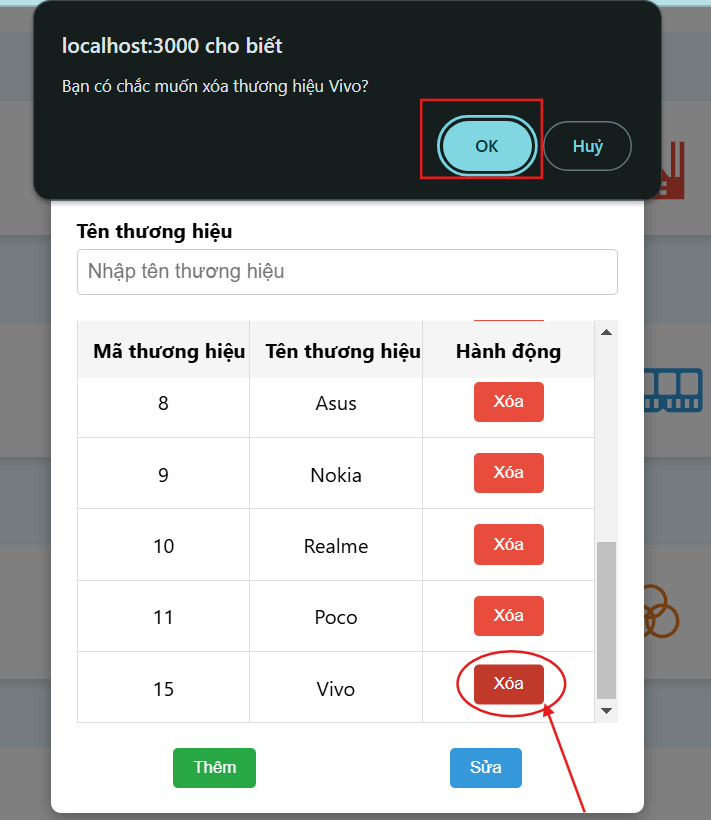 localhost:3000 cho biết
Bạn có chắc muốn xóa thương hiệu Vivo?
OK Huỷ
Tên thương hiệu
Nhập tên thương hiệu
Mã thương hiệu Tên thương hiệu Hành động
8 Asus Xóa
9 Nokia Xóa
10 Realme Xóa
11 Poco Xóa
15 Vivo Xóa
Thêm Sửa